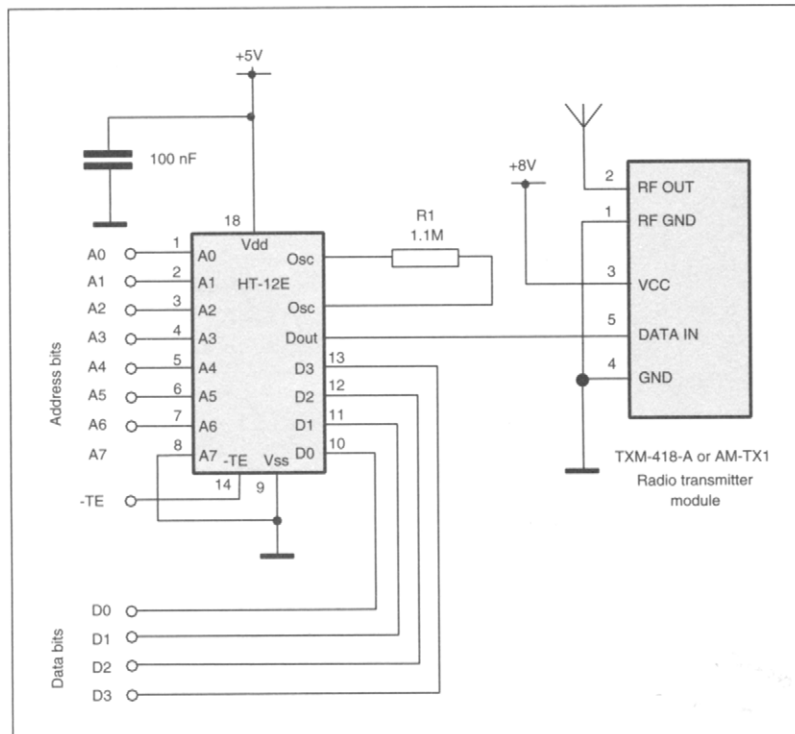 +5V
100 nF
+8V
2
RF OUT
R1
1.1M
1
RF GND
18
Vdd
A0
1
A0
Osc
HT-12E
A1
2
A1
3
VCC
A2
3
A2
Osc
A3
4
A3
Dout
5
DATA IN
A4
5
A4
D3
13
4
GND
A5
6
A5
D2
12
A6
7
A6
D1
11
A7
8
A7
D0
10
-TE
Vss
14
9
-TE
Address bits
TXM-418-A or AM-TX1
Radio transmitter
module
D0
D1
D2
D3
Data bits